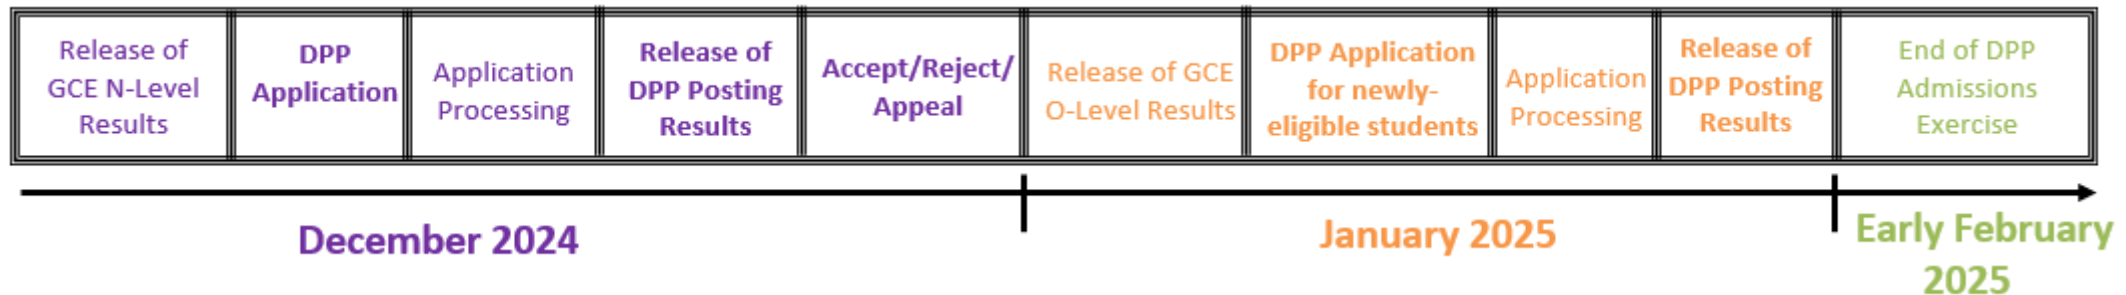 Release of
GCE N-Level
Results
DPP
Application
Application
Processing
Release of
DPP Posting
Results
Accept/Reject/
Appeal
Release of GCE
O-Level Results
DPP Application
for newly-
eligible students
Application
Processing
Release of
DPP Posting
Results
End of DPP
Admissions
Exercise
December 2024
January 2025
Early February
2025